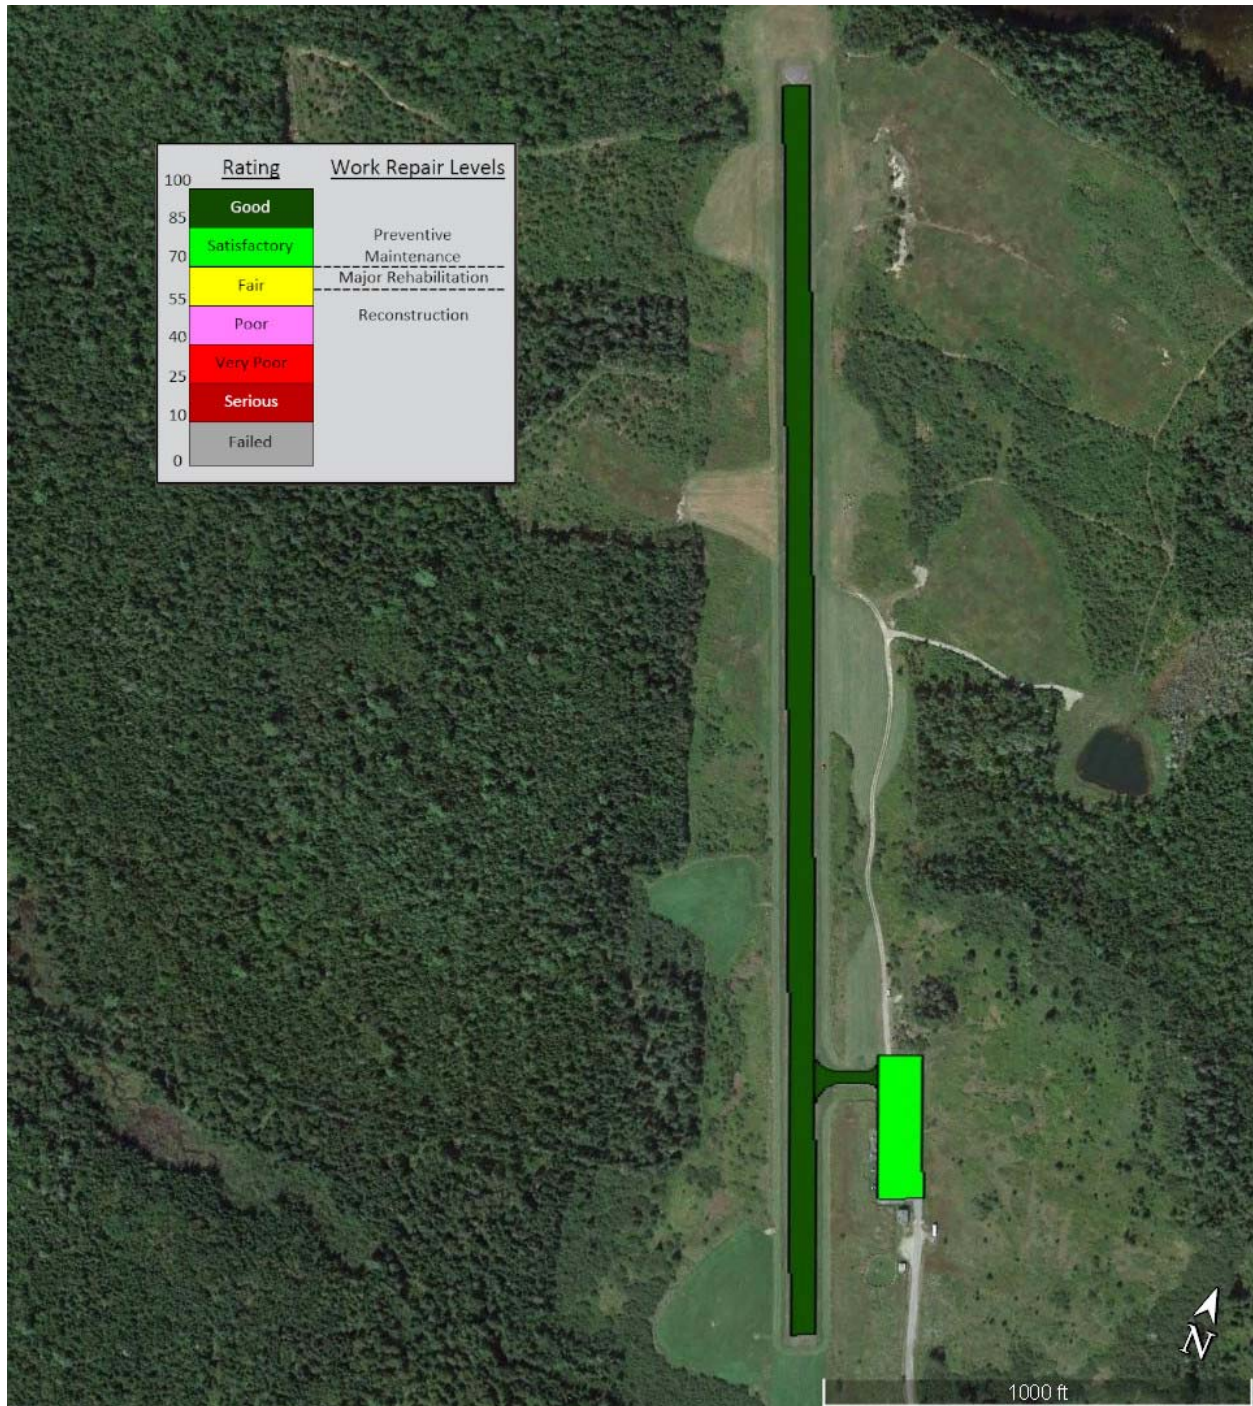 Rating Work Repair Levels
100
Good
85
Satisfactory Preventive
Maintenance
70
Major Rehabilitation
Fair
55
Poor Reconstruction
40
Very Poor
25
Serious
10
Failed
0
N
1000 ft